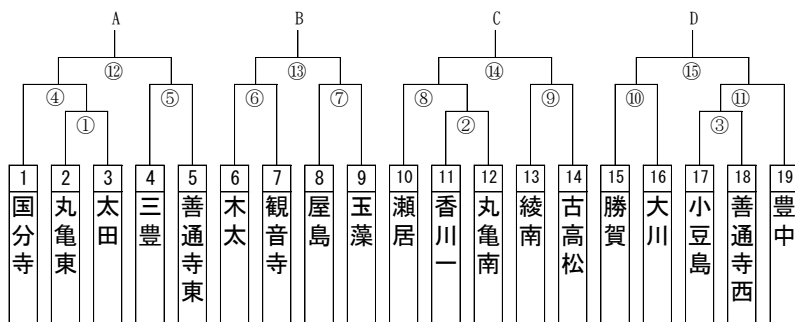 A B C D
⑫ ⑬ ⑭ ⑮
④ ⑤ ⑥ ⑦ ⑧ ⑨ ⑩ ⑪
① ② ③
1 2 3 4 5 6 7 8 9 10 11 12 13 14 15 16 17 18 19
国分寺
丸亀東
太田
三豊
善通寺東
木太
観音寺
屋島
玉藻
瀬居
香川一
丸亀南
綾南
古高松
勝賀
大川
小豆島
善通寺西
豊中